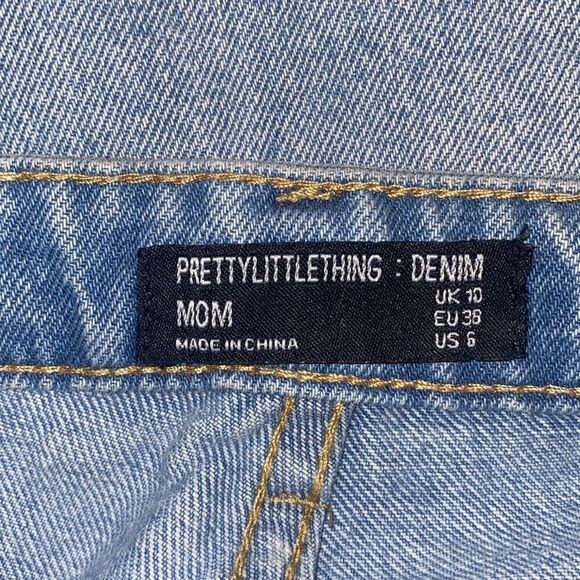 PRETTYLITTLETHING : DENIM
UK 10
MOM
EU 38
MADE IN CHINA
US 6